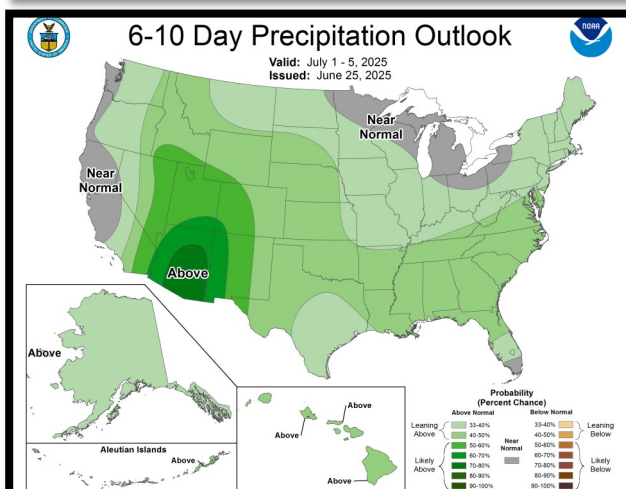 6-10 Day Precipitation Outlook
NOAA
Valid: July 1 - 5, 2025
Issued: June 25, 2025
Near
Normal
Near
Normal
Above
Above
Aleutian Islands
Above
Above
Above
Above
Probability
(Percent Chance)
Above Normal
Below Normal
Leaning
Above
33-40%
40-50%
Likely
Above
50-60%
60-70%
70-80%
80-90%
90-100%
Near
Normal
33-40%
40-50%
Leaning
Below
50-60%
60-70%
70-80%
80-90%
90-100%
Likely
Below